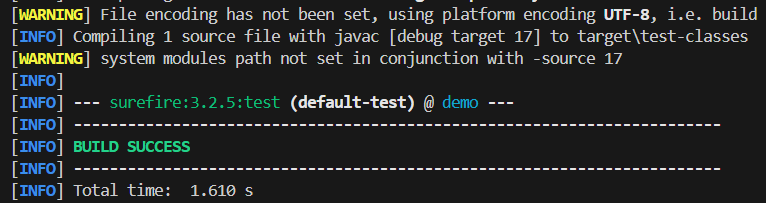 [WARNING] File encoding has not been set, using platform encoding UTF-8, i.e. build
[INFO] Compiling 1 source file with javac [debug target 17] to target\test-classes
[WARNING] system modules path not set in conjunction with -source 17
[INFO]
[INFO] --- surefire:3.2.5:test (default-test) @ demo ---
[INFO] ------------------------------------------------------------------------
[INFO] BUILD SUCCESS
[INFO] ------------------------------------------------------------------------
[INFO] Total time:  1.610 s